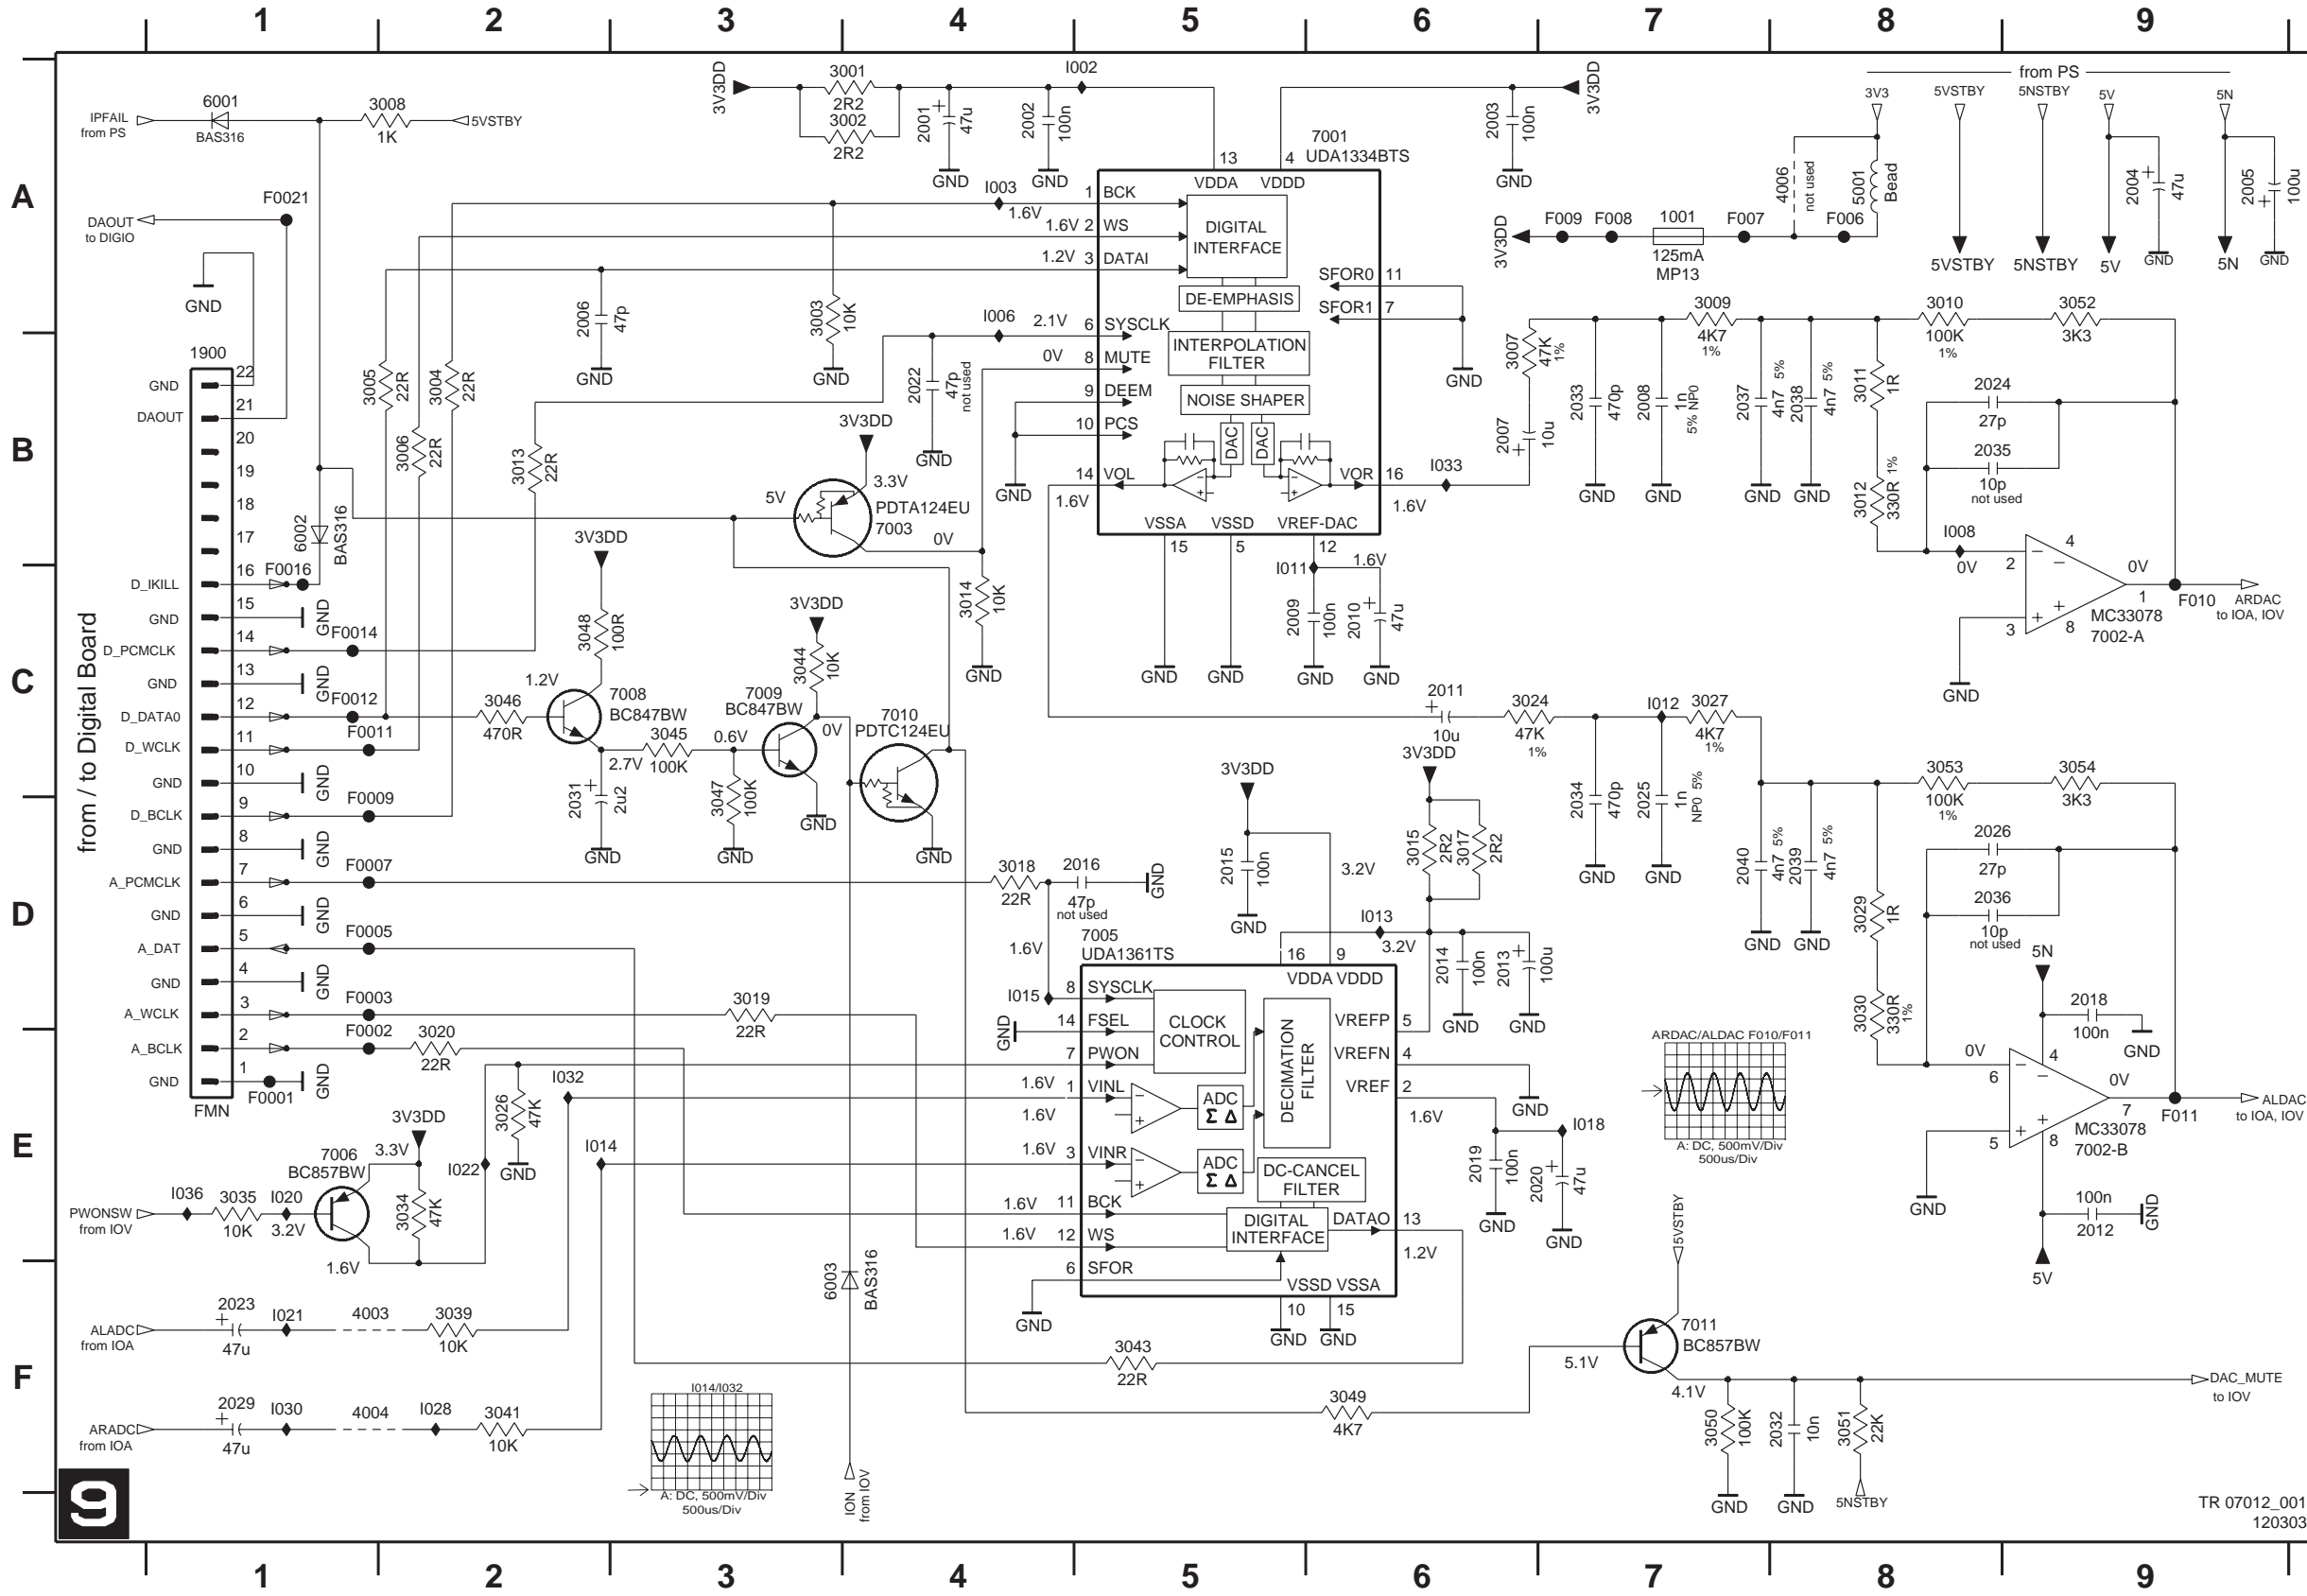 1 2 3 4 5 6 7 8 9
A
B
C
D
E
F
from PS
3V3 5VSTBY 5NSTBY 5V 5N
6001
BAS316
IPFAIL
from PS
3008
1K
5VSTBY
3V3DD
3001
2R2
3002
2R2
2001
+
47u
GND
2002
100n
GND
I002
2003
100n
GND
3V3DD
7001
UDA1334BTS
13 4
VDDA VDDD
1 BCK
2 WS
3 DATAI
DIGITAL
INTERFACE
DE-EMPHASIS
SFOR0 11
SFOR1 7
6 SYSCLK
8 MUTE
9 DEEM
10 PCS
INTERPOLATION
FILTER
NOISE SHAPER
DAC DAC
14 VOL
VOR 16
VSSA VSSD VREF-DAC
15 5 12
I003
1.6V
1.6V
1.2V
I006 2.1V
0V
1.6V
I033
1.6V
I011 1.6V
GND
GND
GND
GND
2009
100n
GND
2010
+
47u
GND
4006
not used
5001
Bead
3V3DD
F009 F008 1001 F007 F006
125mA
MP13
5VSTBY 5NSTBY 5V GND 5N GND
2004
+
47u
2005
+
100u
F0021
DAOUT
to DIGIO
GND
1900
GND 22
DAOUT 21
20
19
18
17
D_IKILL 16 F0016
GND 15 GND
D_PCMCLK 14 F0014
GND 13 GND
D_DATA0 12 F0012
D_WCLK 11 F0011
GND 10 GND
D_BCLK 9 F0009
GND 8 GND
A_PCMCLK 7 F0007
GND 6 GND
A_DAT 5 F0005
GND 4 GND
A_WCLK 3 F0003
A_BCLK 2 F0002
GND 1 F0001 GND
FMN
from / to Digital Board
6002
BAS316
3005
22R
3004
22R
3006
22R
3013
22R
2006
47p
GND
3003
10K
GND
2022
47p
not used
GND
3V3DD
3.3V
5V
PDTA124EU
7003
0V
3014
10K
GND
3V3DD
3048
100R
1.2V
3046
470R
7008
BC847BW
3V3DD
3044
10K
7009
BC847BW
0.6V
0V
3045
100K
2.7V
2031
+
2u2
GND
3047
100K
GND
GND
7010
PDTC124EU
GND
3007
47K
1%
2007
+
10u
2033
470p
GND
2008
1n
5% NP0
GND
3009
4K7
1%
2037
4n7 5%
GND
2038
4n7 5%
GND
3011
1R
3012
330R 1%
3010
100K
1%
3052
3K3
2024
27p
2035
10p
not used
I008
0V
2
3
4
8
1
0V
MC33078
7002-A
F010
ARDAC
to IOA, IOV
GND
2011
+
10u
3024
47K
1%
I012
3027
4K7
1%
2034
470p
GND
2025
1n
NP0 5%
GND
2040
4n7 5%
GND
2039
4n7 5%
GND
3053
100K
1%
3054
3K3
2026
27p
2036
10p
not used
3029
1R
3030
330R
1%
5N
2018
100n
GND
0V
6
5
4
8
7
0V
MC33078
7002-B
F011
ALDAC
to IOA, IOV
GND
100n
2012
GND
5V
3018
22R
2016
47p
not used
GND
3V3DD
2015
100n
GND
3.2V
3V3DD
3015
2R2
3017
2R2
I013
3.2V
2014
100n
GND
2013
+
100u
GND
1.6V
I015
7005
UDA1361TS
16 9
VDDA VDDD
8 SYSCLK
14 FSEL
7 PWON
1 VINL
3 VINR
11 BCK
12 WS
6 SFOR
CLOCK
CONTROL
DECIMATION
FILTER
ADC
Σ Δ
ADC
Σ Δ
DC-CANCEL
FILTER
DIGITAL
INTERFACE
VREFP 5
VREFN 4
VREF 2
DATAO 13
VSSD VSSA
10 15
GND GND
GND
GND
GND
1.6V
1.6V
1.6V
1.6V
1.6V
1.6V
1.2V
2019
100n
GND
I018
2020
+
47u
GND
ARDAC/ALDAC F010/F011
A: DC, 500mV/Div
500us/Div
3019
22R
3020
22R
I032
3026
47K
GND
I014
I022
3V3DD
3.3V
7006
BC857BW
PWONSW
from IOV
I036
3035
10K
I020
3.2V
3034
47K
1.6V
ALADC
from IOA
2023
+
47u
I021
4003
3039
10K
ARADC
from IOA
2029
+
47u
I030
4004
I028
3041
10K
I014/I032
A: DC, 500mV/Div
500us/Div
6003
BAS316
ION
from IOV
3043
22R
3049
4K7
5VSTBY
7011
BC857BW
5.1V
4.1V
DAC_MUTE
to IOV
3050
100K
GND
2032
10n
GND
3051
22K
5NSTBY
9
TR 07012_001
120303
1 2 3 4 5 6 7 8 9